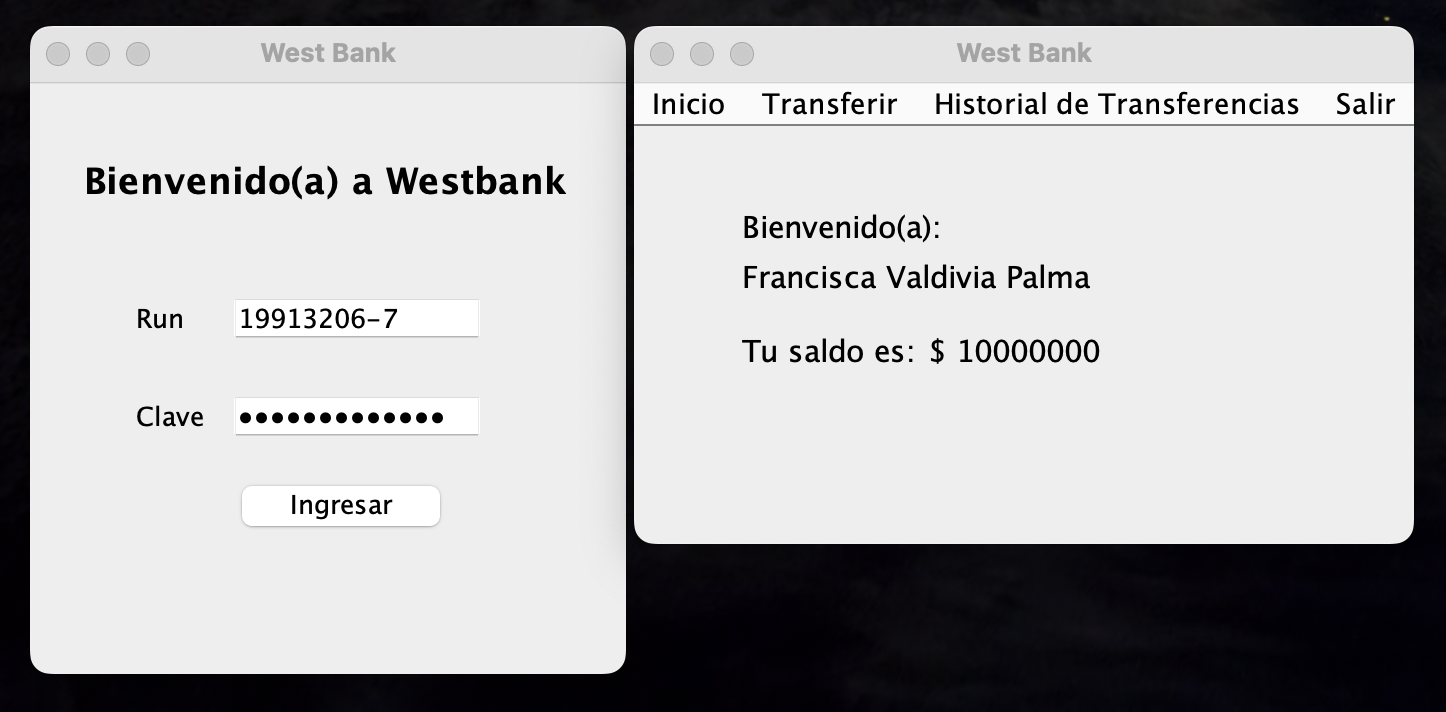 West Bank
Bienvenido(a) a Westbank
Run 19913206-7
Clave •••••••••••••
Ingresar
West Bank
Inicio Transferir Historial de Transferencias Salir
Bienvenido(a):
Francisca Valdivia Palma
Tu saldo es: $ 10000000